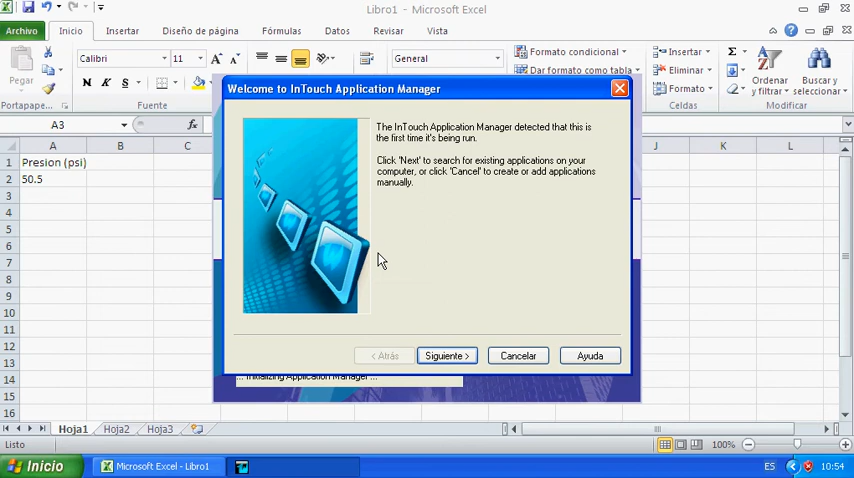 Libro1 - Microsoft Excel
Archivo Inicio Insertar Diseño de página Fórmulas Datos Revisar Vista
Pegar
Calibri 11 A A
N K S
General
Formato condicional
Dar formato como tabla
Insertar
Eliminar
Formato
Σ
Ordenar
y filtrar
Buscar y
seleccionar
Portapape... Fuente Celdas Modificar
A3 fx
A B C J K L
1 Presion (psi)
2 50.5
3
4
5
6
7
8
9
10
11
12
13
14
15
16
Welcome to InTouch Application Manager
The InTouch Application Manager detected that this is
the first time it's being run.
Click 'Next' to search for existing applications on your
computer, or click 'Cancel' to create or add applications
manually.
< Atrás Siguiente > Cancelar Ayuda
... Initializing Application Manager ...
Hoja1 Hoja2 Hoja3
Listo 100%
Inicio Microsoft Excel - Libro1 ES 10:54